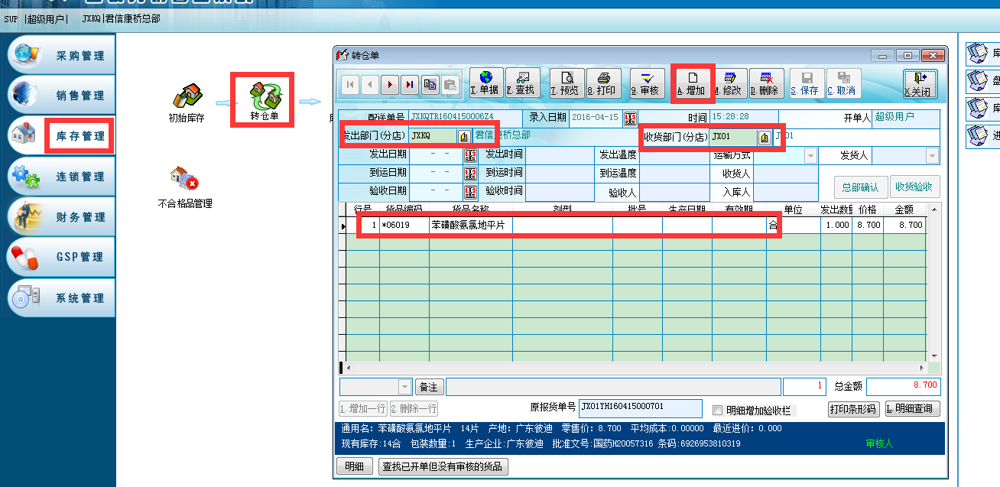 SUP |超级用户| JXKQ|君信康桥总部
采购管理
销售管理
库存管理
连锁管理
财务管理
GSP管理
系统管理
初始库存
转仓单
不合格品管理
转仓单
T.单据 F.查找 7.预览 8.打印 9.审核 A.增加 M.修改 D.删除 S.保存 C.取消 X.关闭
配送单号 JXKQTR1604150006Z4 录入日期 2016-04-15 时间 15:28:28 开单人 超级用户
发出部门(分店) JXKQ 君信康桥总部 收货部门(分店) JX01 JX01
发出日期 - - 发出时间 发出温度 运输方式 发货人
到运日期 - - 到运时间 到运温度 收货人
验收日期 - - 验收时间 验收人 入库人
总部确认 收货验收
行号 货品编码 货品名称 剂型 批号 生产日期 有效期 单位 发出数量 价格 金额
1 *06019 苯磺酸氨氯地平片 合 1.000 8.700 8.700
备注 1 总金额 8.700
1.增加一行 2.删除一行 原报货单号 JX01YH160415000701 明细增加验收栏 打印条形码 L.明细查询
通用名: 苯磺酸氨氯地平片 14片 产地: 广东彼迪 零售价: 8.700 平均成本:0.00000 最近进价: 0.000
现有库存:14合 包装数量:1 生产企业:广东彼迪 批准文号:国药H20057316 条码:6926953810319 审核人
明细 查找已开单但没有审核的货品
库
盘
库
进